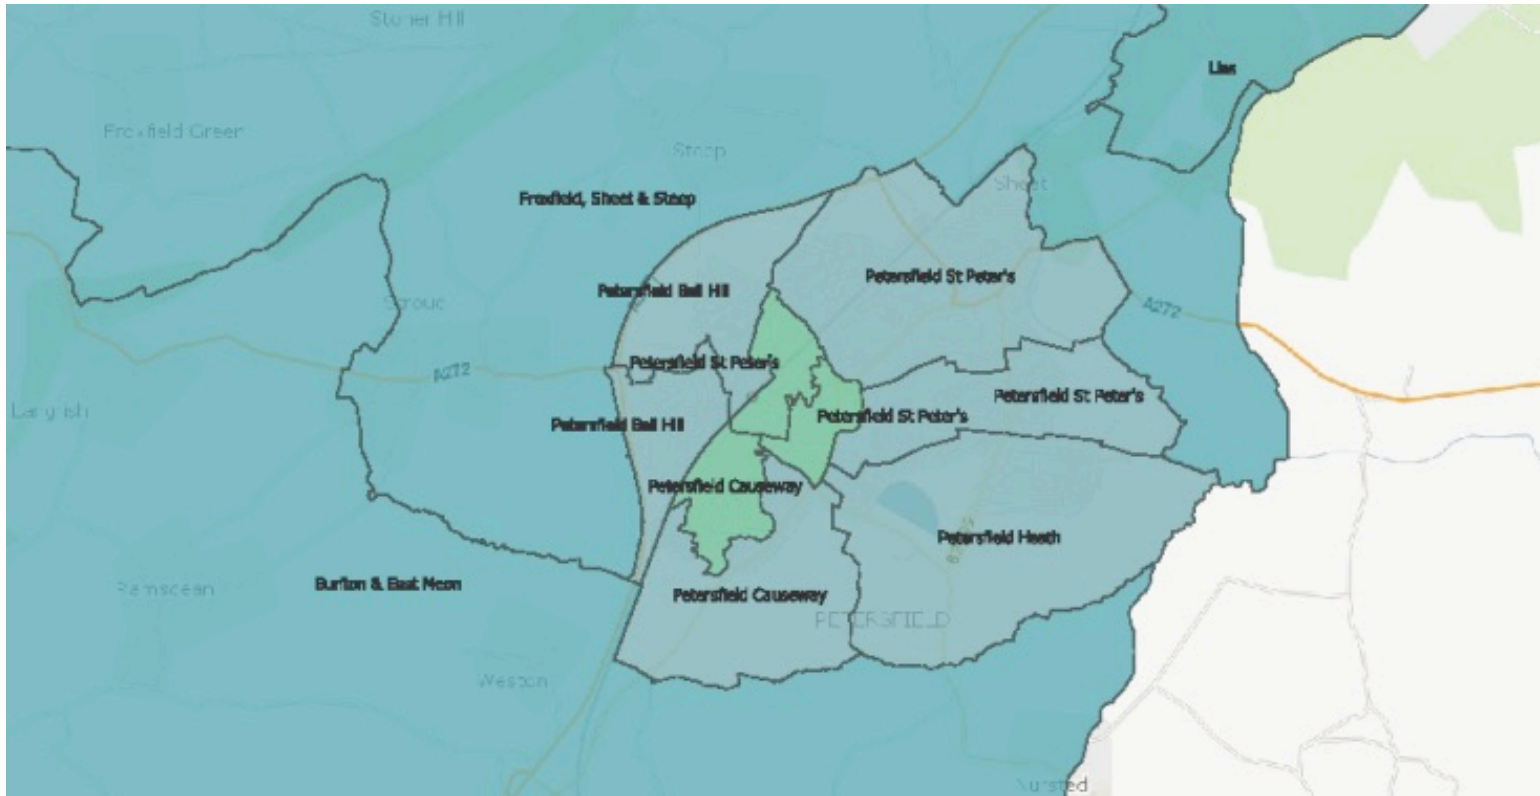 Stoner Hill
Liss
Froxfield Green
Steep
Sheet
Froxfield, Sheet & Steep
Petersfield St Peter's
Petersfield Bell Hill
Stroud
A272
Petersfield St Peter's
A272
Petersfield St Peter's
Langrish
Petersfield St Peter's
Petersfield Bell Hill
Petersfield Causeway
Petersfield Heath
Buriton & East Meon
Ramsdean
Petersfield Causeway
PETERSFIELD
Weston
Nursted